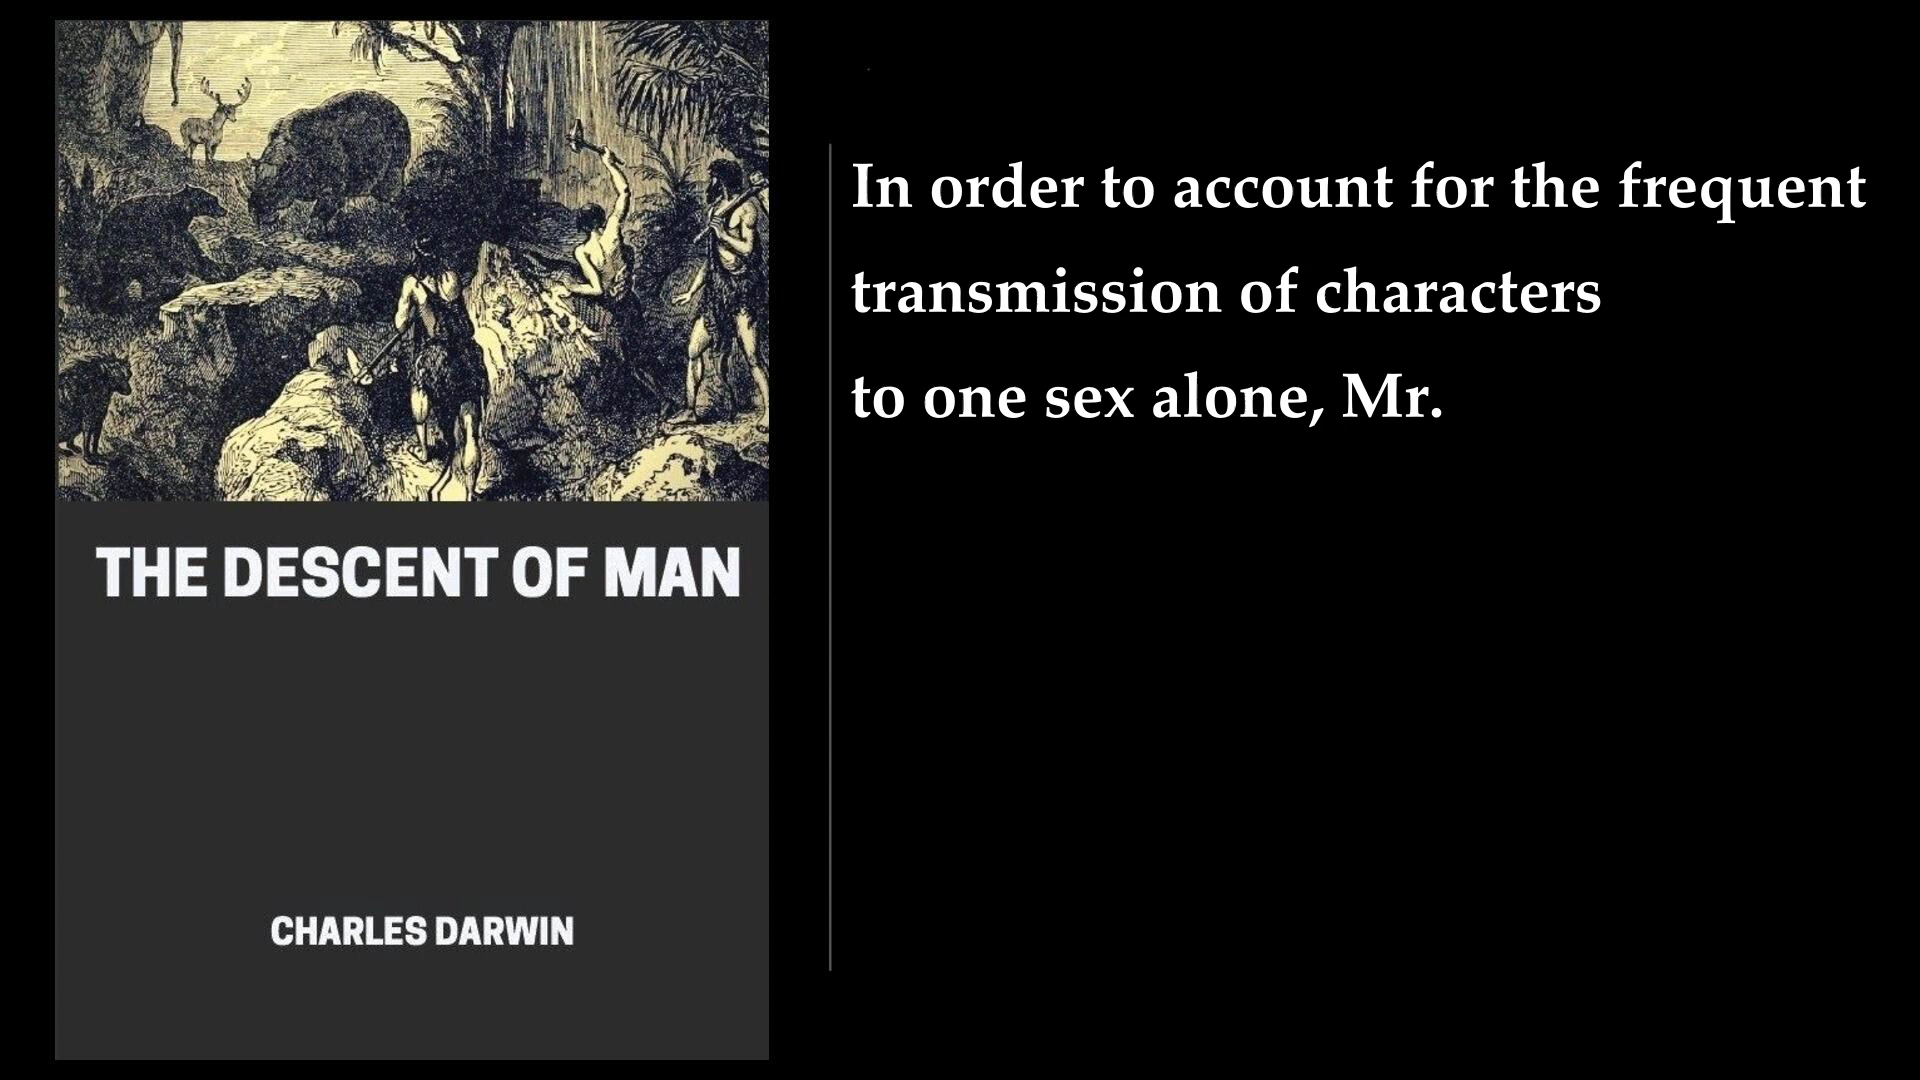 THE DESCENT OF MAN
CHARLES DARWIN
In order to account for the frequent
transmission of characters
to one sex alone, Mr.